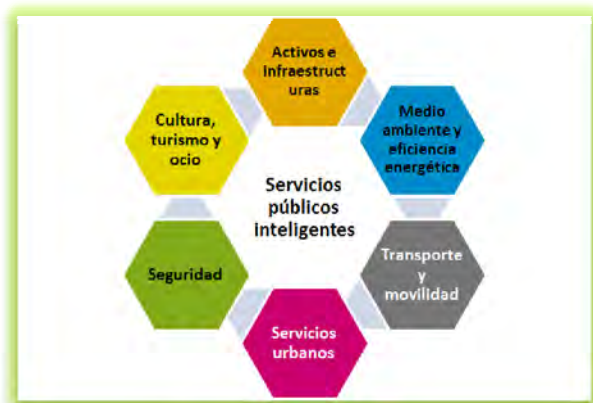 Activos e
infraestruct
uras
Medio
ambiente y
eficiencia
energética
Transporte
y
movilidad
Servicios
urbanos
Seguridad
Cultura,
turismo y
ocio
Servicios
públicos
inteligentes